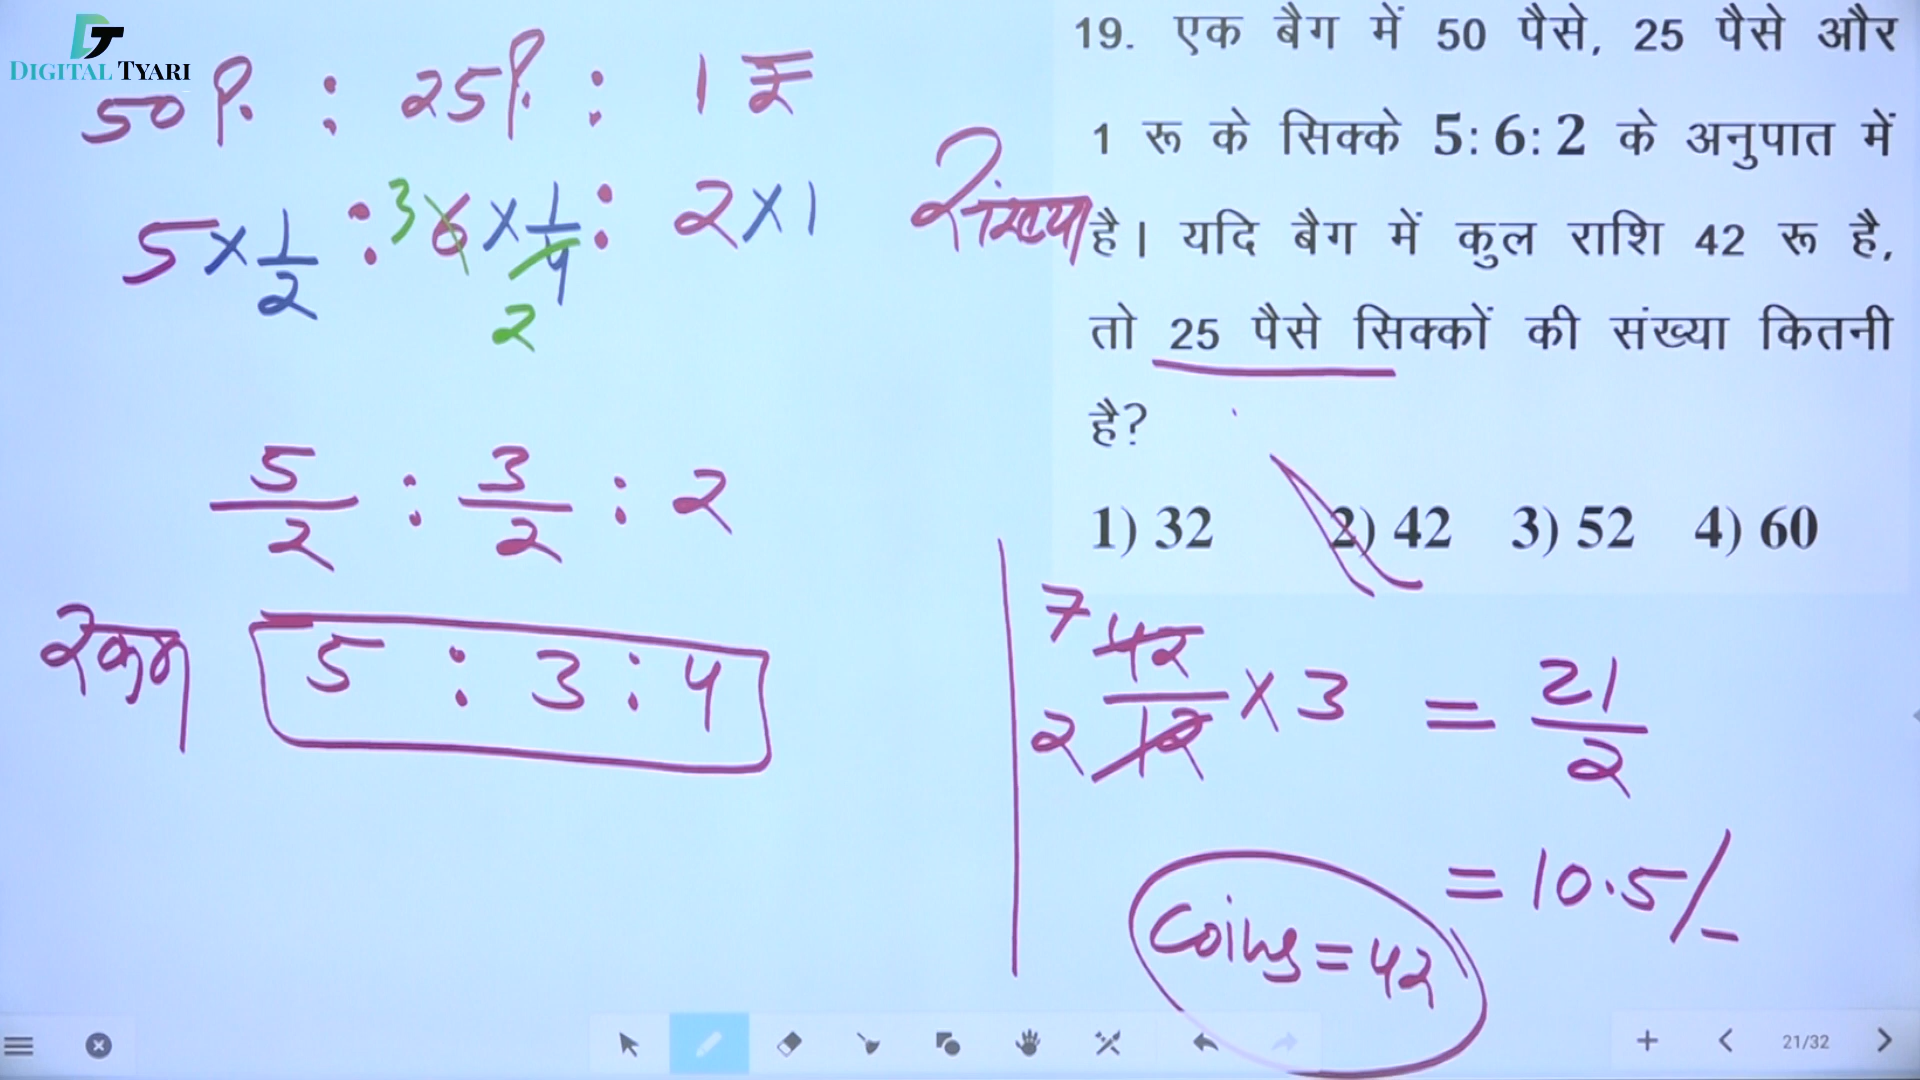 DIGITAL TYARI
50 P. : 25 P. : 1 ₹
5 × 1/2 : 3 6 × 1/4 2 : 2 × 1
संख्या
5/2 : 3/2 : 2
रकम 5 : 3 : 4
19. एक बैग में 50 पैसे, 25 पैसे और
1 रू के सिक्के 5:6:2 के अनुपात में
है। यदि बैग में कुल राशि 42 रू है,
तो 25 पैसे सिक्कों की संख्या कितनी
है?
1) 32 2) 42 3) 52 4) 60
7 42/12 2 × 3 = 21/2
= 10.5/-
Coins = 42
21/32